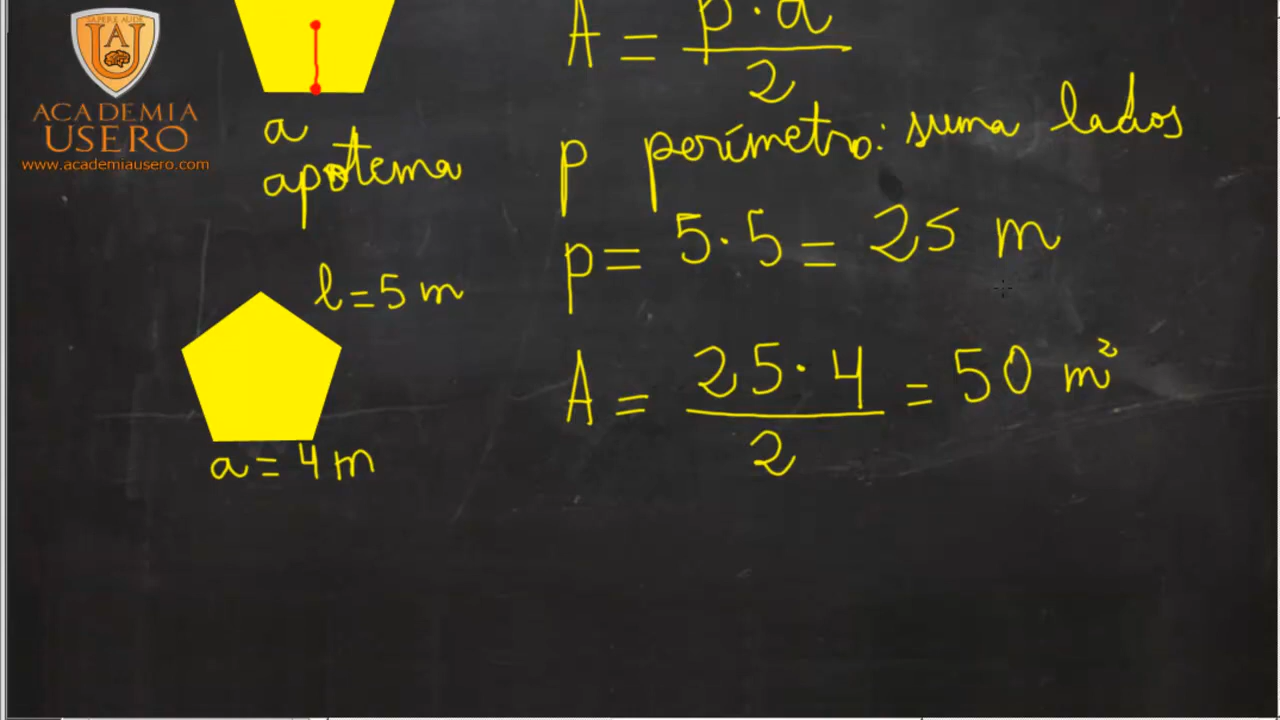 SAPERE AUDE
UAI
ACADEMIA
USERO
www.academiausero.com
a
apotema
A = p · a / 2
p perímetro: suma lados
p = 5 · 5 = 25 m
l = 5 m
a = 4 m
A = 25 · 4 / 2 = 50 m²